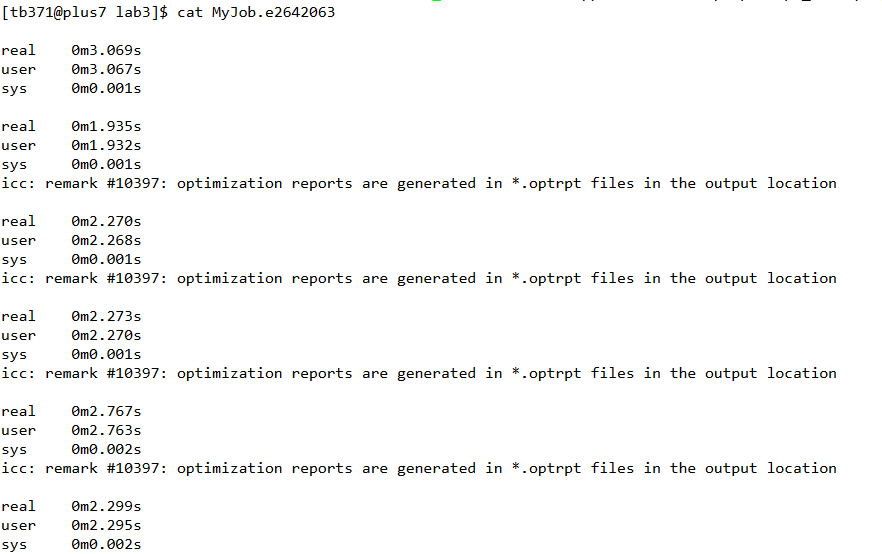 [tb371@plus7 lab3]$ cat MyJob.e2642063
real    0m3.069s
user    0m3.067s
sys     0m0.001s
real    0m1.935s
user    0m1.932s
sys     0m0.001s
icc: remark #10397: optimization reports are generated in *.optrpt files in the output location
real    0m2.270s
user    0m2.268s
sys     0m0.001s
icc: remark #10397: optimization reports are generated in *.optrpt files in the output location
real    0m2.273s
user    0m2.270s
sys     0m0.001s
icc: remark #10397: optimization reports are generated in *.optrpt files in the output location
real    0m2.767s
user    0m2.763s
sys     0m0.002s
icc: remark #10397: optimization reports are generated in *.optrpt files in the output location
real    0m2.299s
user    0m2.295s
sys     0m0.002s